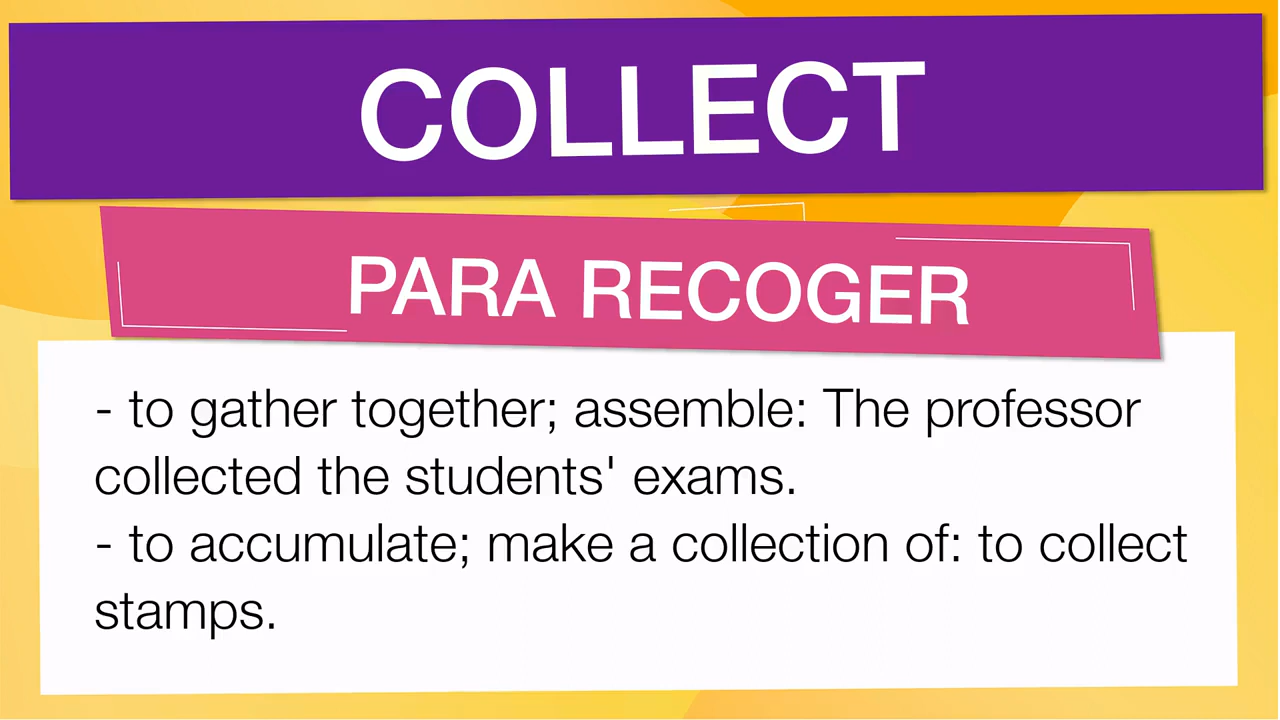 COLLECT
PARA RECOGER
- to gather together; assemble: The professor
collected the students' exams.
- to accumulate; make a collection of: to collect
stamps.